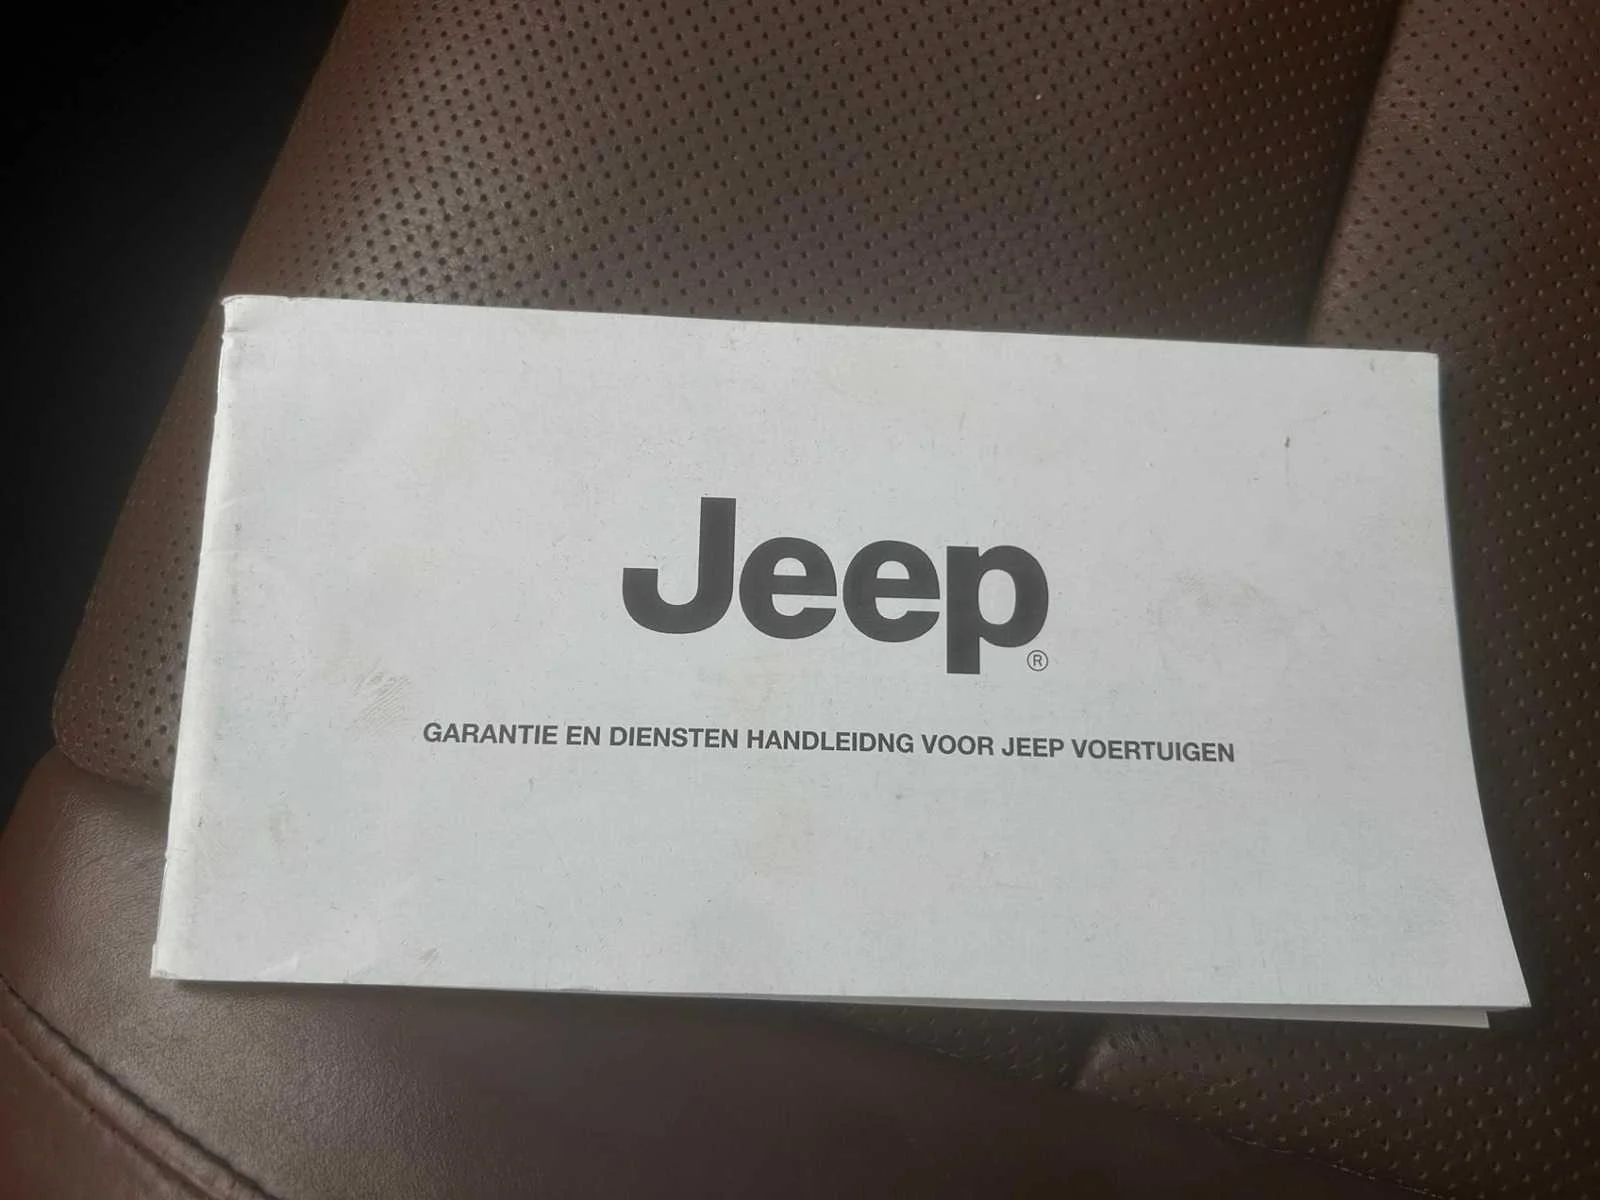 Jeep®
GARANTIE EN DIENSTEN HANDLEIDNG VOOR JEEP VOERTUIGEN